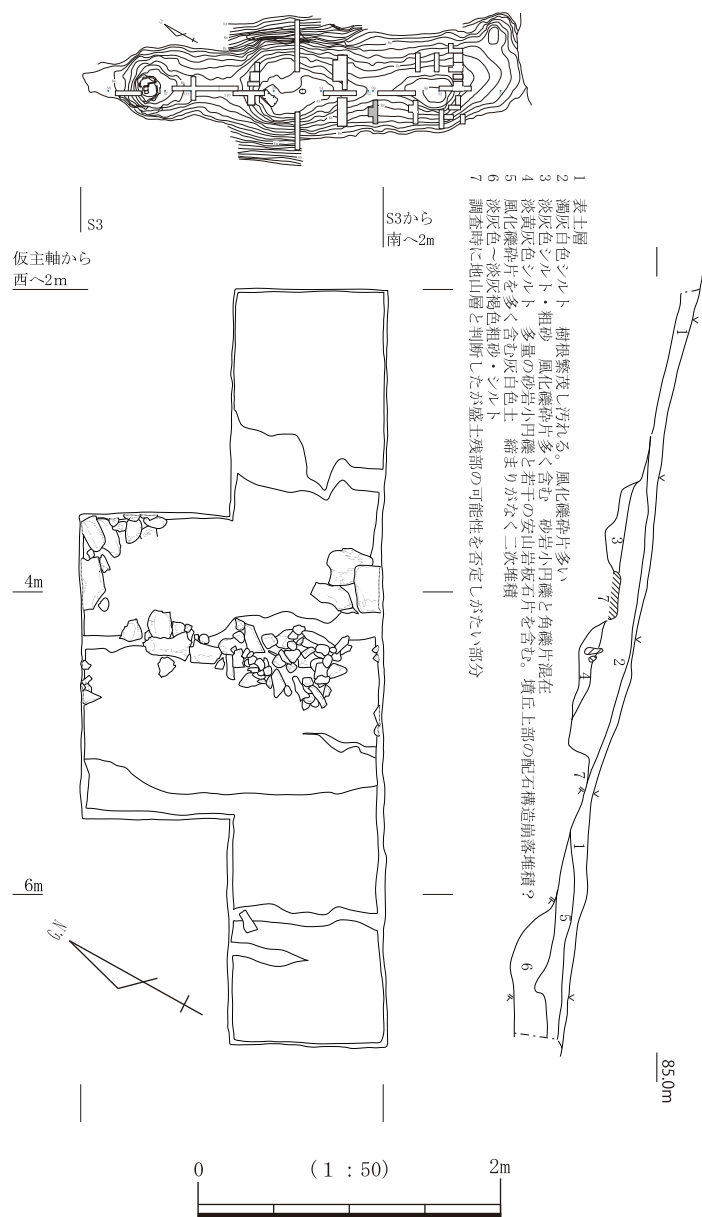 S3
S3から
南へ2m
仮主軸から
西へ2m
4m
6m
G.N
1 表土層
2 濁灰白色シルト 樹根繁茂し汚れる。風化礫砕片多い
3 淡灰色シルト・粗砂 風化礫砕片多く含む 砂岩小円礫と角礫片混在
4 淡黄灰色シルト 多量の砂岩小円礫と若干の安山岩板石片を含む。墳丘上部の配石構造崩落堆積？
5 風化礫砕片を多く含む灰白色土 締まりがなく二次堆積
6 淡灰色～淡灰褐色粗砂・シルト
7 調査時に地山層と判断したが盛土残部の可能性を否定しがたい部分
1
3
7
2
4
7
1
5
6
85.0m
0
(1：50)
2m